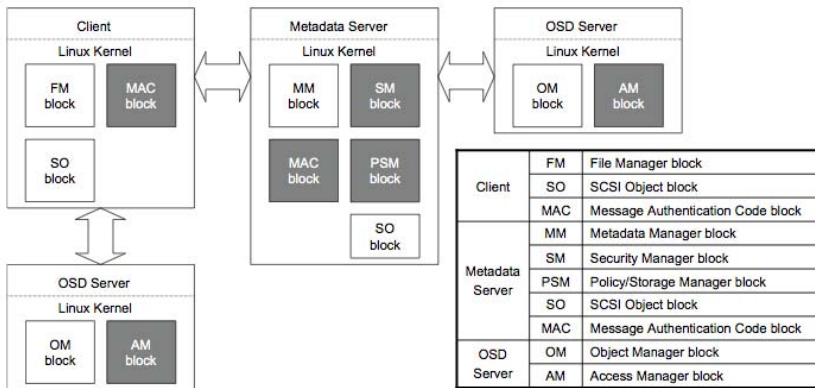 Client
Linux Kernel
FM
block
MAC
block
SO
block
Metadata Server
Linux Kernel
MM
block
SM
block
MAC
block
PSM
block
SO
block
OSD Server
Linux Kernel
OM
block
AM
block
OSD Server
Linux Kernel
OM
block
AM
block
Client
FM File Manager block
SO SCSI Object block
MAC Message Authentication Code block
Metadata
Server
MM Metadata Manager block
SM Security Manager block
PSM Policy/Storage Manager block
SO SCSI Object block
MAC Message Authentication Code block
OSD
Server
OM Object Manager block
AM Access Manager block